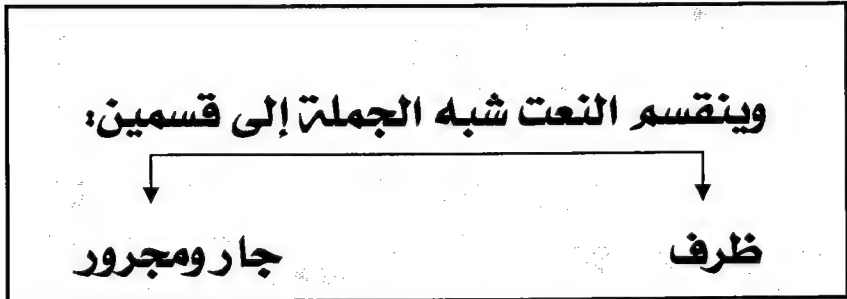 وينقسم النعت شبه الجملة إلى قسمين:
ظرف
جار ومجرور